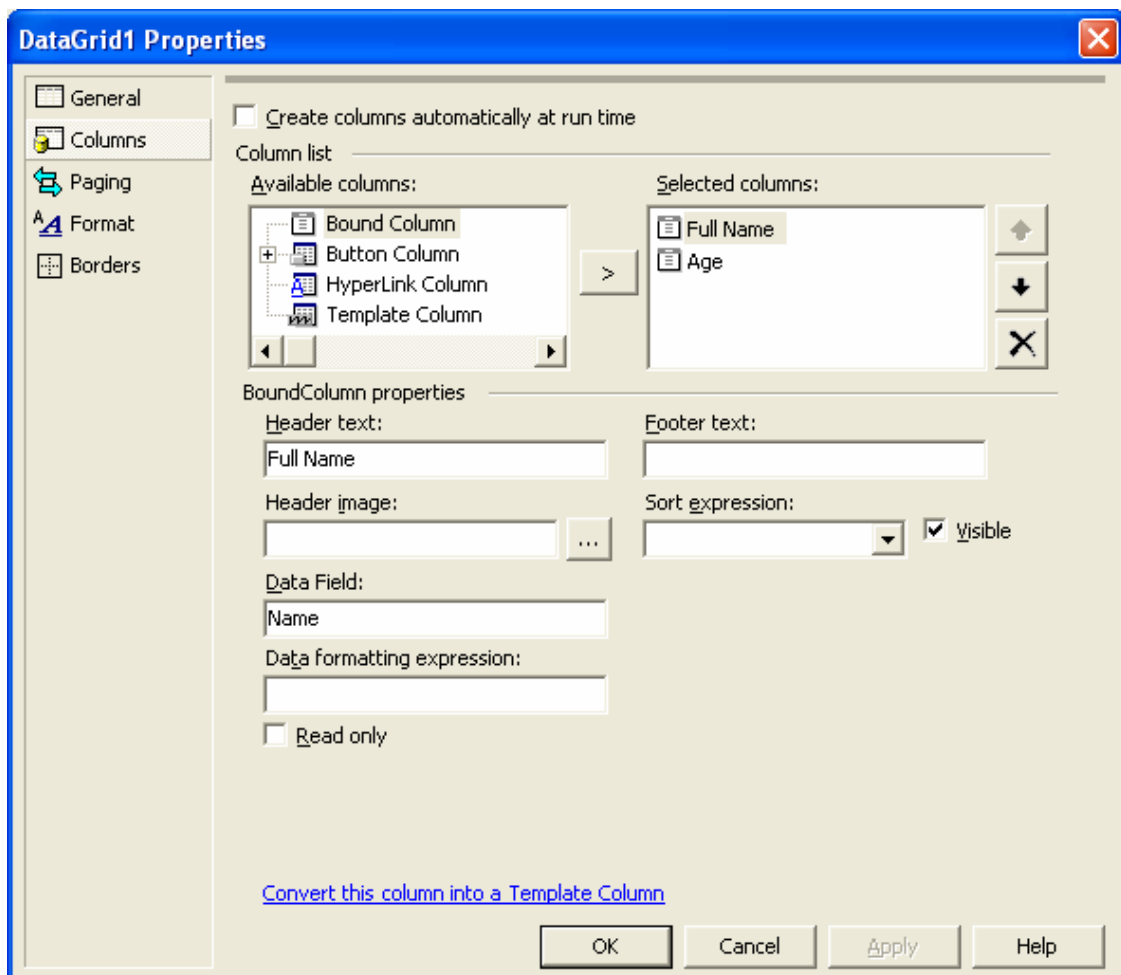 DataGrid1 Properties
General
Columns
Paging
Format
Borders
Create columns automatically at run time
Column list
Available columns:
Bound Column
Button Column
HyperLink Column
Template Column
>
Selected columns:
Full Name
Age
BoundColumn properties
Header text:
Full Name
Footer text:
Header image:
...
Sort expression:
Visible
Data Field:
Name
Data formatting expression:
Read only
Convert this column into a Template Column
OK Cancel Apply Help